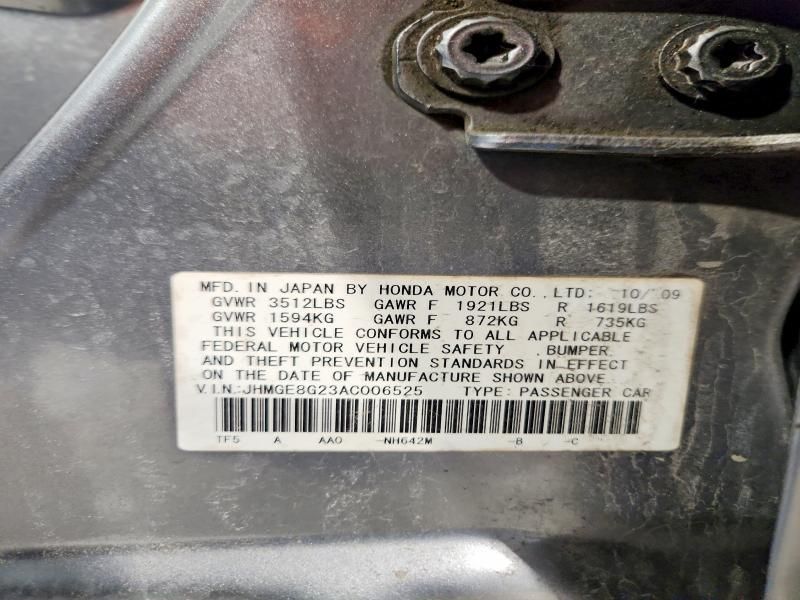 MFD. IN JAPAN BY HONDA MOTOR CO., LTD: 10/ '09
GVWR 3512LBS GAWR F 1921LBS R 1619LBS
GVWR 1594KG GAWR F 872KG R 735KG
THIS VEHICLE CONFORMS TO ALL APPLICABLE
FEDERAL MOTOR VEHICLE SAFETY, BUMPER,
AND THEFT PREVENTION STANDARDS IN EFFECT
ON THE DATE OF MANUFACTURE SHOWN ABOVE.
V.I.N.:JHMGE8G23AC006525 TYPE: PASSENGER CAR
TF5 A AA0 -NH642M -B -C